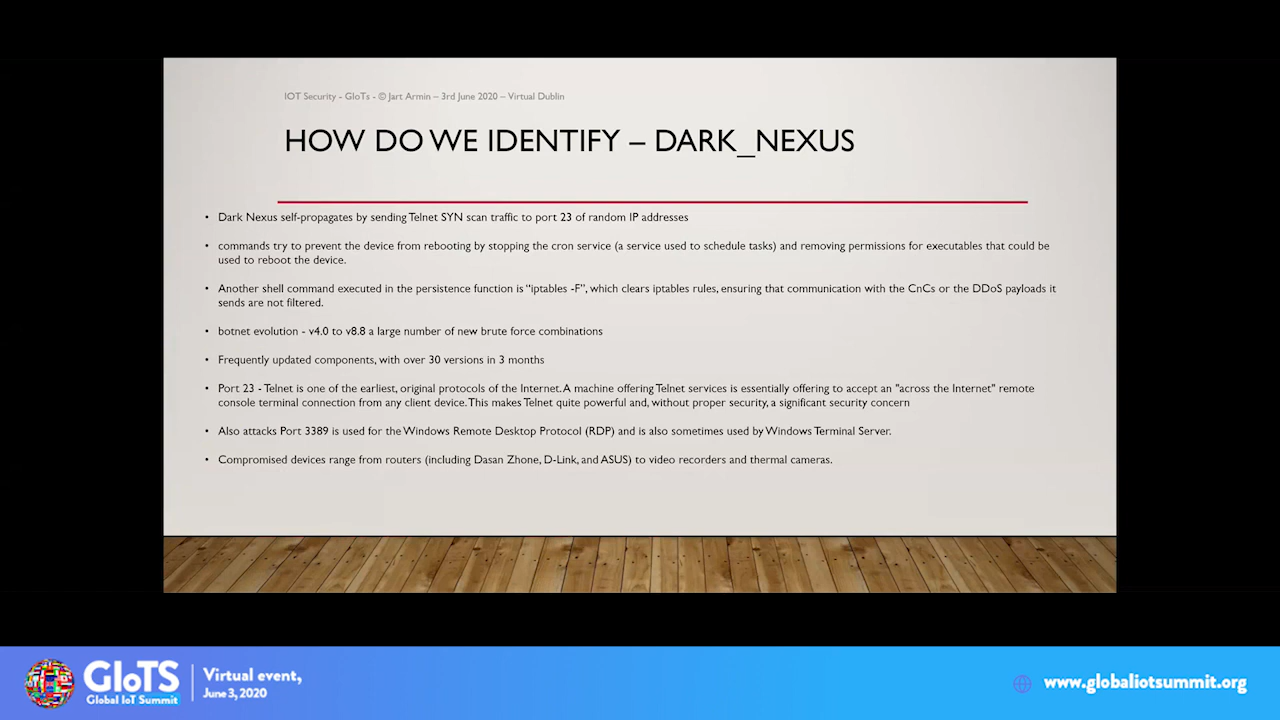 IOT Security - GIoTs - © Jart Armin – 3rd June 2020 – Virtual Dublin
HOW DO WE IDENTIFY – DARK_NEXUS
• Dark Nexus self-propagates by sending Telnet SYN scan traffic to port 23 of random IP addresses
• commands try to prevent the device from rebooting by stopping the cron service (a service used to schedule tasks) and removing permissions for executables that could be
used to reboot the device.
• Another shell command executed in the persistence function is "iptables -F", which clears iptables rules, ensuring that communication with the CnCs or the DDoS payloads it
sends are not filtered.
• botnet evolution - v4.0 to v8.8 a large number of new brute force combinations
• Frequently updated components, with over 30 versions in 3 months
• Port 23 - Telnet is one of the earliest, original protocols of the Internet. A machine offering Telnet services is essentially offering to accept an "across the Internet" remote
console terminal connection from any client device. This makes Telnet quite powerful and, without proper security, a significant security concern
• Also attacks Port 3389 is used for the Windows Remote Desktop Protocol (RDP) and is also sometimes used by Windows Terminal Server.
• Compromised devices range from routers (including Dasan Zhone, D-Link, and ASUS) to video recorders and thermal cameras.
GIoTS
Global IoT Summit
Virtual event,
June 3, 2020
www.globaliotsummit.org